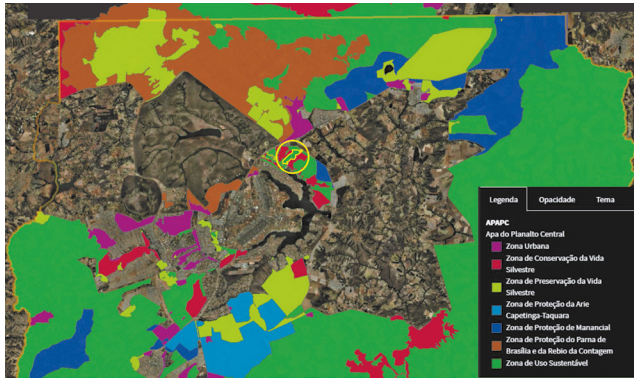 Legenda Opacidade Tema
APAPC
Apa do Planalto Central
Zona Urbana
Zona de Conservação da Vida
Silvestre
Zona de Preservação da Vida
Silvestre
Zona de Proteção da Arie
Capetinga-Taquara
Zona de Proteção de Manancial
Zona de Proteção do Parna de
Brasília e da Rebio da Contagem
Zona de Uso Sustentável